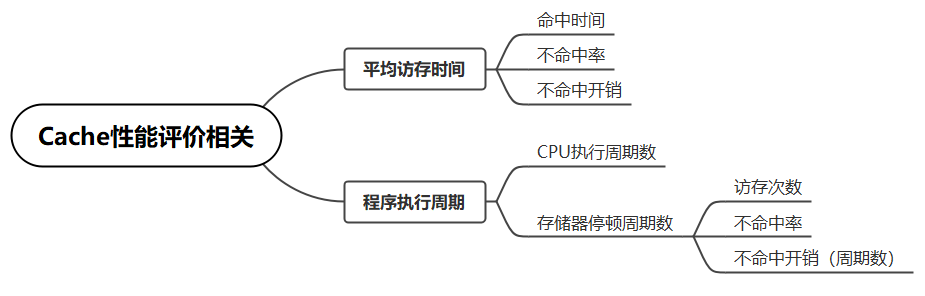 Cache性能评价相关
平均访存时间
命中时间
不命中率
不命中开销
程序执行周期
CPU执行周期数
存储器停顿周期数
访存次数
不命中率
不命中开销（周期数）